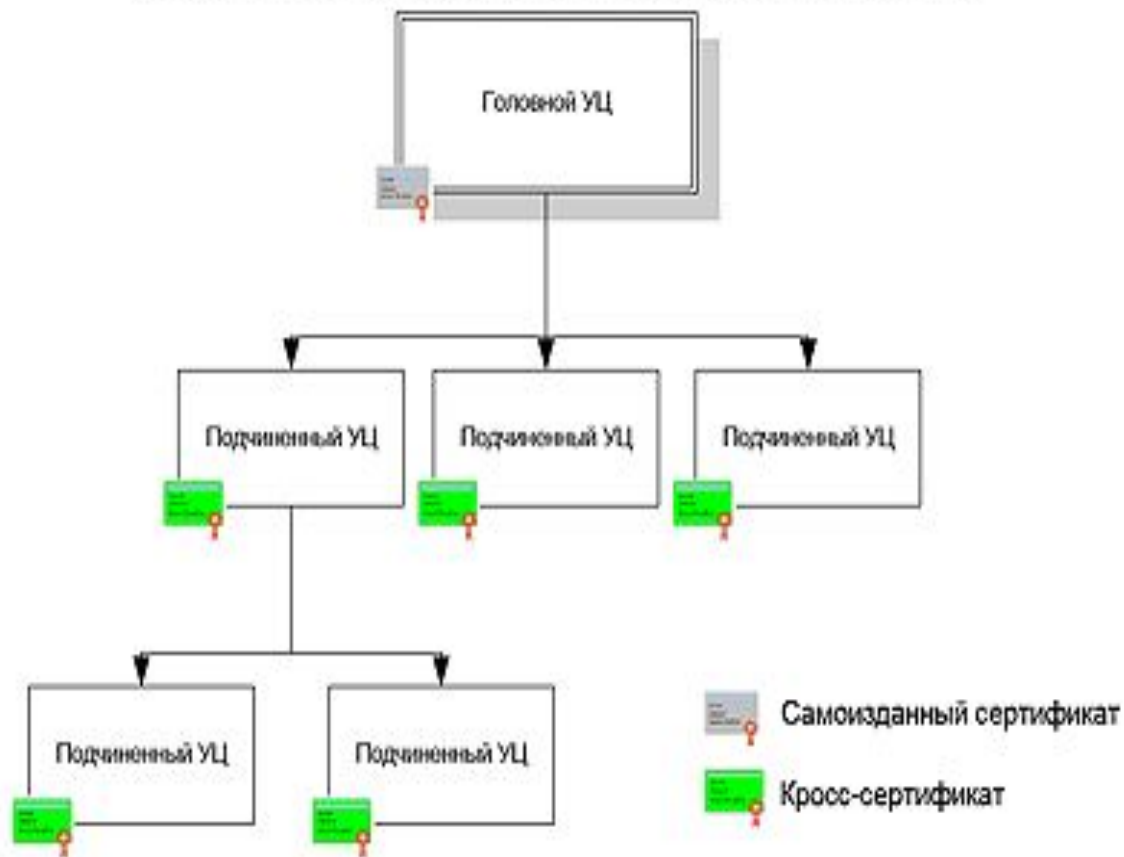 Головной УЦ
Подчиненный УЦ
Подчиненный УЦ
Подчиненный УЦ
Подчиненный УЦ
Подчиненный УЦ
Самоизданный сертификат
Кросс-сертификат